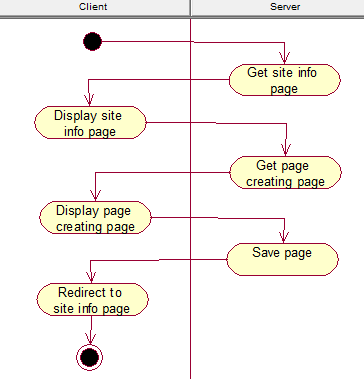 Client
Server
Get site info
page
Display site
info page
Get page
creating page
Display page
creating page
Save page
Redirect to
site info page